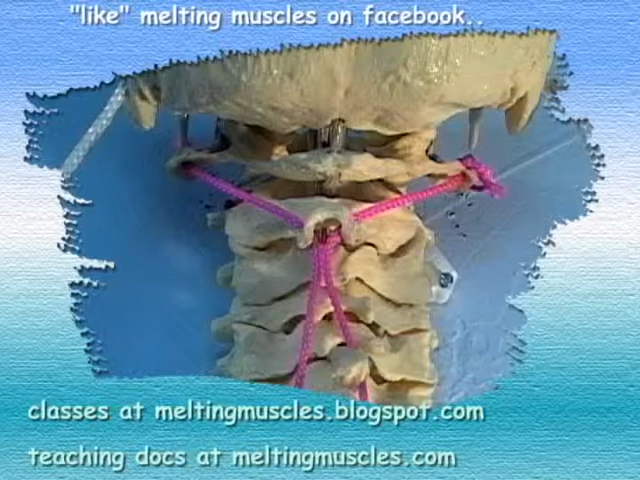 "like" melting muscles on facebook..
classes at meltingmuscles.blogspot.com
teaching docs at meltingmuscles.com